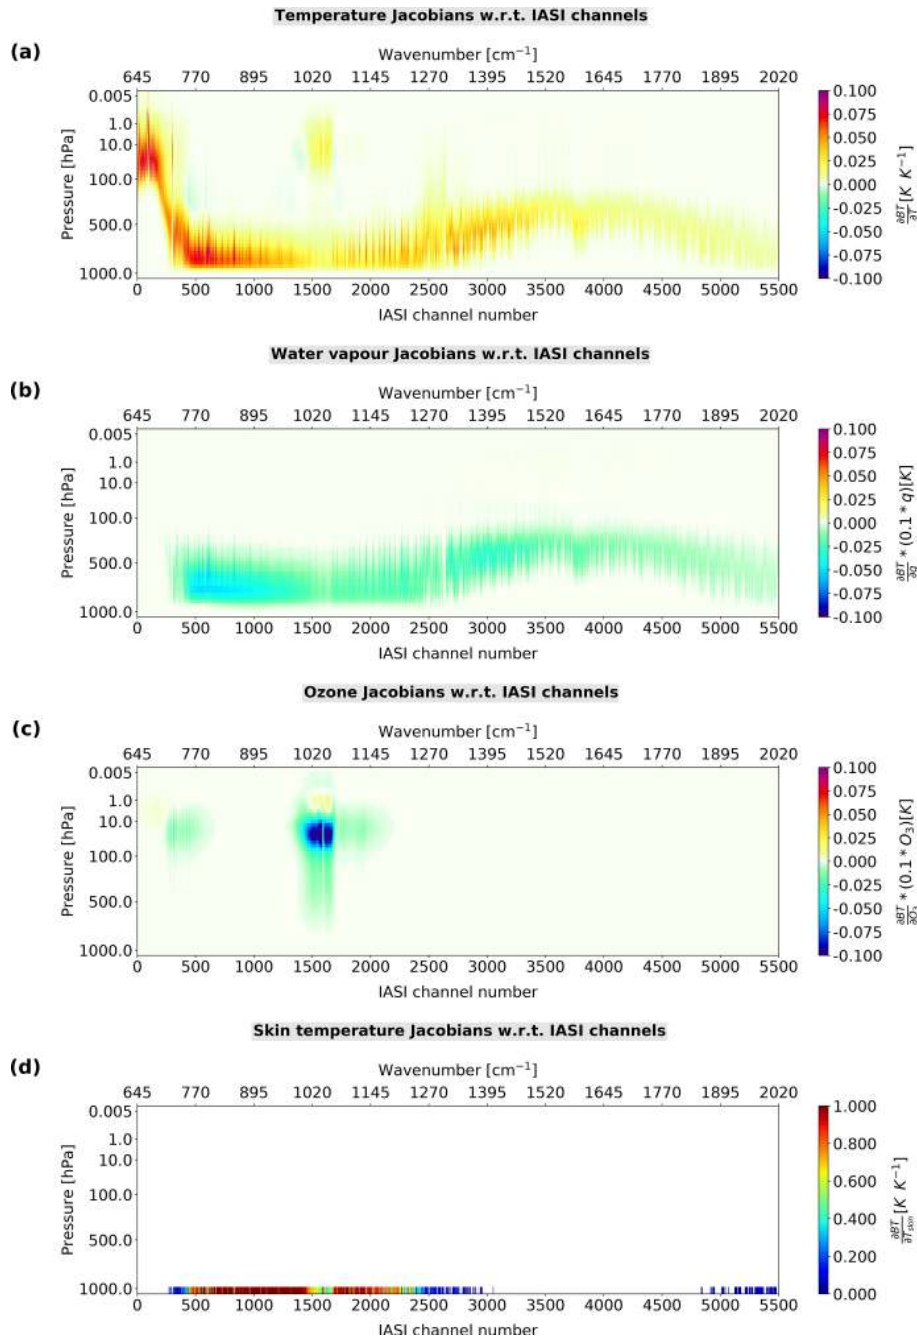 Temperature Jacobians w.r.t. IASI channels
(a)
Wavenumber [cm⁻¹]
645 770 895 1020 1145 1270 1395 1520 1645 1770 1895 2020
0.005
1.0
10.0
100.0
500.0
1000.0
Pressure [hPa]
0 500 1000 1500 2000 2500 3000 3500 4000 4500 5000 5500
IASI channel number
0.100
0.075
0.050
0.025
0.000
-0.025
-0.050
-0.075
-0.100
∂BT/∂T [K K⁻¹]
Water vapour Jacobians w.r.t. IASI channels
(b)
Wavenumber [cm⁻¹]
645 770 895 1020 1145 1270 1395 1520 1645 1770 1895 2020
0.005
1.0
10.0
100.0
500.0
1000.0
Pressure [hPa]
0 500 1000 1500 2000 2500 3000 3500 4000 4500 5000 5500
IASI channel number
0.100
0.075
0.050
0.025
0.000
-0.025
-0.050
-0.075
-0.100
∂BT/∂q * (0.1 * q)[K]
Ozone Jacobians w.r.t. IASI channels
(c)
Wavenumber [cm⁻¹]
645 770 895 1020 1145 1270 1395 1520 1645 1770 1895 2020
0.005
1.0
10.0
100.0
500.0
1000.0
Pressure [hPa]
0 500 1000 1500 2000 2500 3000 3500 4000 4500 5000 5500
IASI channel number
0.100
0.075
0.050
0.025
0.000
-0.025
-0.050
-0.075
-0.100
∂BT/∂O₃ * (0.1 * O₃)[K]
Skin temperature Jacobians w.r.t. IASI channels
(d)
Wavenumber [cm⁻¹]
645 770 895 1020 1145 1270 1395 1520 1645 1770 1895 2020
0.005
1.0
10.0
100.0
500.0
1000.0
Pressure [hPa]
0 500 1000 1500 2000 2500 3000 3500 4000 4500 5000 5500
IASI channel number
1.000
0.800
0.600
0.400
0.200
0.000
∂BT/∂T_skin [K K⁻¹]